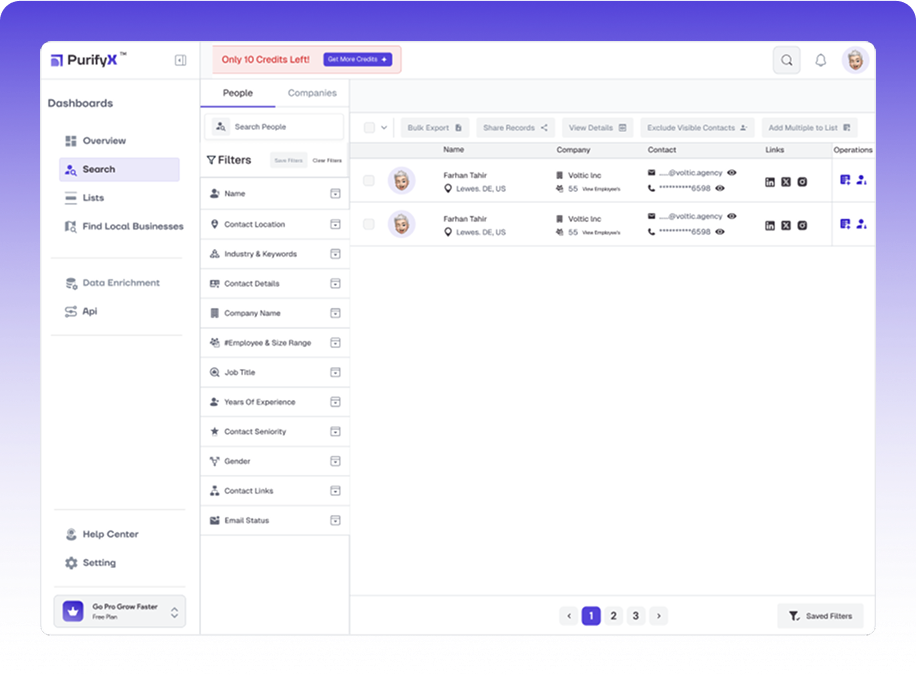 PurifyX™
Only 10 Credits Left!
Get More Credits +
Dashboards
Overview
Search
Lists
Find Local Businesses
Data Enrichment
Api
Help Center
Setting
Go Pro Grow Faster
Free Plan
People
Companies
Search People
Filters
Save Filters
Clear Filters
Name
Contact Location
Industry & Keywords
Contact Details
Company Name
#Employee & Size Range
Job Title
Years Of Experience
Contact Seniority
Gender
Contact Links
Email Status
Bulk Export
Share Records
View Details
Exclude Visible Contacts
Add Multiple to List
Name Company Contact Links Operations
Farhan Tahir Voltic Inc ....@voltic.agency
Lewes. DE, US 55 View Employee's *********6598
Farhan Tahir Voltic Inc ....@voltic.agency
Lewes. DE, US 55 View Employee's *********6598
‹ 1 2 3 ›
Saved Filters